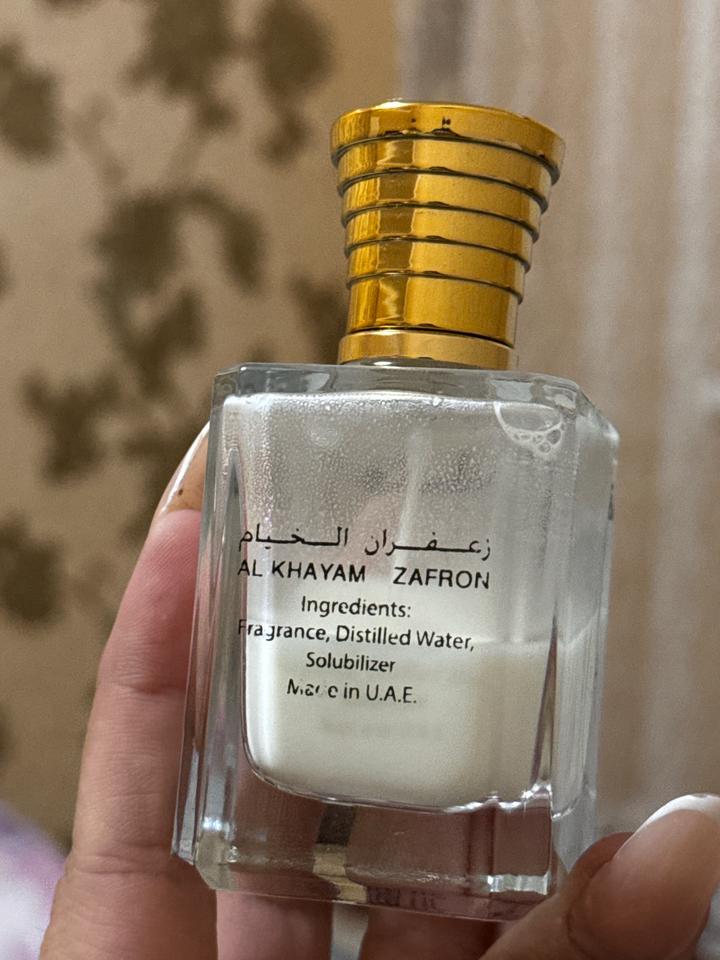 زعفران الخيام
AL KHAYAM ZAFRON
Ingredients:
Fragrance, Distilled Water,
Solubilizer
Made in U.A.E.